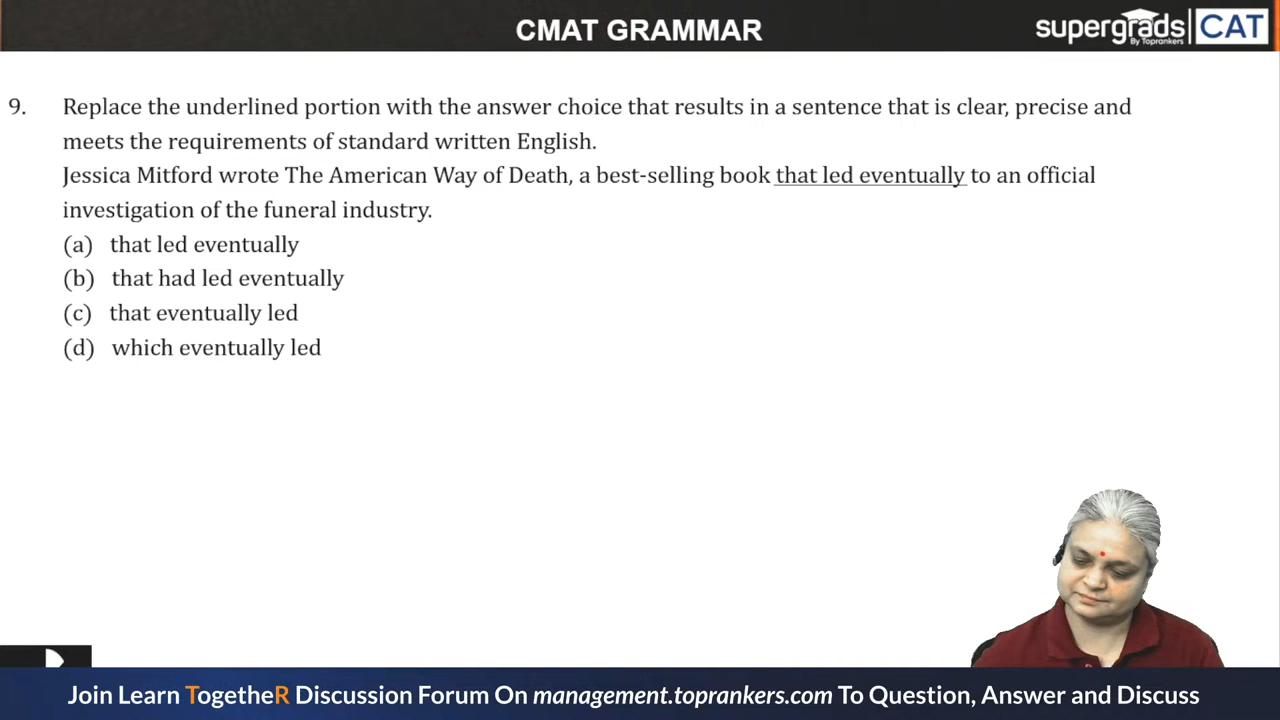 CMAT GRAMMAR
supergrads
By Toprankers
CAT
9. Replace the underlined portion with the answer choice that results in a sentence that is clear, precise and
meets the requirements of standard written English.
Jessica Mitford wrote The American Way of Death, a best-selling book that led eventually to an official
investigation of the funeral industry.
(a) that led eventually
(b) that had led eventually
(c) that eventually led
(d) which eventually led
Join Learn TogetheR Discussion Forum On management.toprankers.com To Question, Answer and Discuss